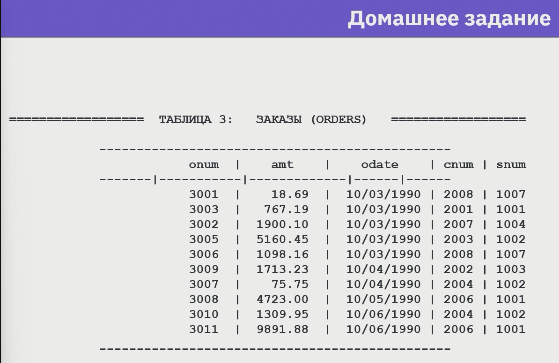 Домашнее задание
================== ТАБЛИЦА 3: ЗАКАЗЫ (ORDERS) ==================
-----------------------------------------------
onum | amt | odate | cnum | snum
-------|-----------|-------------|------|------
3001 | 18.69 | 10/03/1990 | 2008 | 1007
3003 | 767.19 | 10/03/1990 | 2001 | 1001
3002 | 1900.10 | 10/03/1990 | 2007 | 1004
3005 | 5160.45 | 10/03/1990 | 2003 | 1002
3006 | 1098.16 | 10/03/1990 | 2008 | 1007
3009 | 1713.23 | 10/04/1990 | 2002 | 1003
3007 | 75.75 | 10/04/1990 | 2004 | 1002
3008 | 4723.00 | 10/05/1990 | 2006 | 1001
3010 | 1309.95 | 10/06/1990 | 2004 | 1002
3011 | 9891.88 | 10/06/1990 | 2006 | 1001
-----------------------------------------------